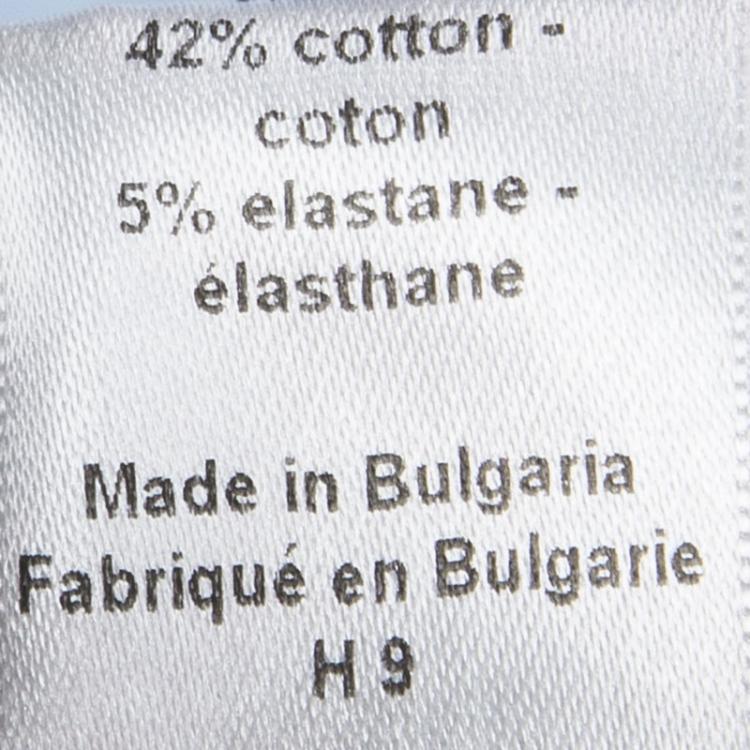 42% cotton -
coton
5% elastane -
élasthane
Made in Bulgaria
Fabriqué en Bulgarie
H 9